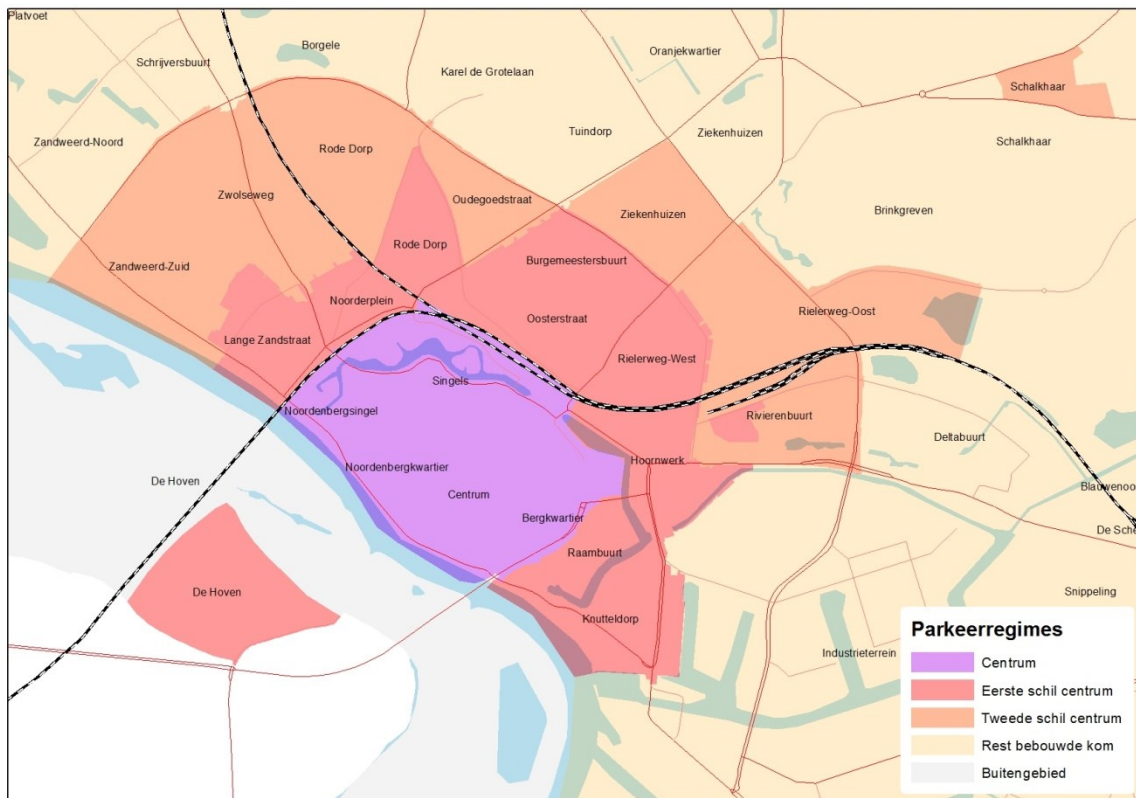 Platvoet
Borgele
Schrijversbuurt
Oranjekwartier
Karel de Grotelaan
Schalkhaar
Zandweerd-Noord
Tuindorp
Ziekenhuizen
Schalkhaar
Rode Dorp
Zwolseweg
Oudegoedstraat
Ziekenhuizen
Brinkgreven
Rode Dorp
Zandweerd-Zuid
Burgemeestersbuurt
Noorderplein
Oosterstraat
Rielerweg-Oost
Lange Zandstraat
Rielerweg-West
Singels
Noordenbergsingel
Rivierenbuurt
Deltabuurt
Noordenbergkwartier
Hoornwerk
De Hoven
Centrum
Blauwenoo
Bergkwartier
De Sche
Raambuurt
De Hoven
Snippeling
Knutteldorp
Industrieterrein
Parkeerregimes
Centrum
Eerste schil centrum
Tweede schil centrum
Rest bebouwde kom
Buitengebied